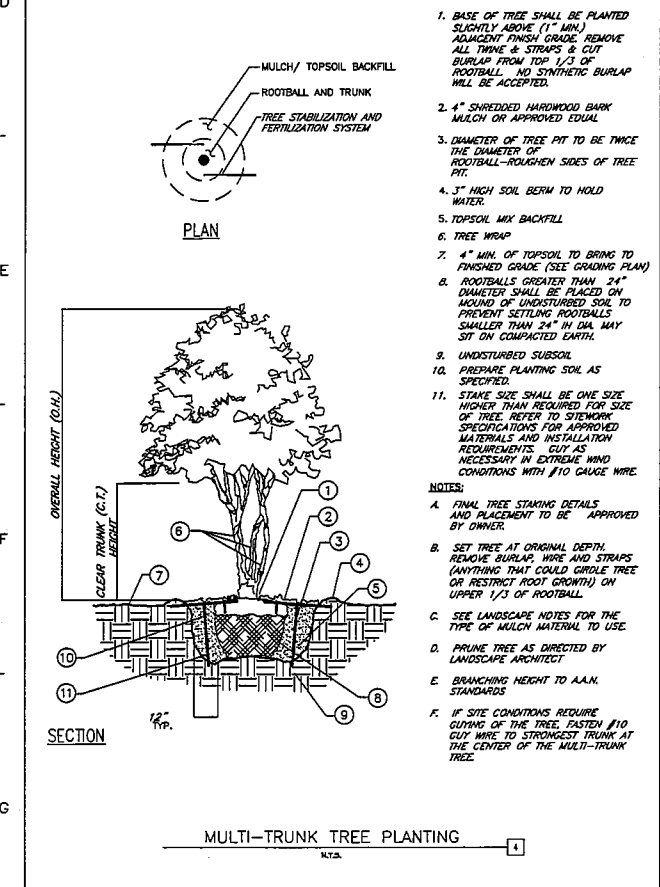 D
MULCH/ TOPSOIL BACKFILL
ROOTBALL AND TRUNK
TREE STABILIZATION AND
FERTILIZATION SYSTEM
PLAN
E
OVERALL HEIGHT (O.H.)
CLEAR TRUNK (C.T.)
HEIGHT
1
2
3
4
5
6
7
8
9
10
11
12"
TYP.
F
SECTION
1. BASE OF TREE SHALL BE PLANTED
SLIGHTLY ABOVE (1" MIN.)
ADJACENT FINISH GRADE. REMOVE
ALL TWINE & STRAPS & CUT
BURLAP FROM TOP 1/3 OF
ROOTBALL. NO SYNTHETIC BURLAP
WILL BE ACCEPTED.
2. 4" SHREDDED HARDWOOD BARK
MULCH OR APPROVED EQUAL
3. DIAMETER OF TREE PIT TO BE TWICE
THE DIAMETER OF
ROOTBALL-ROUGHEN SIDES OF TREE
PIT.
4. 3" HIGH SOIL BERM TO HOLD
WATER.
5. TOPSOIL MIX BACKFILL
6. TREE WRAP
7. 4" MIN. OF TOPSOIL TO BRING TO
FINISHED GRADE (SEE GRADING PLAN)
8. ROOTBALLS GREATER THAN 24"
DIAMETER SHALL BE PLACED ON
MOUND OF UNDISTURBED SOIL TO
PREVENT SETTLING ROOTBALLS
SMALLER THAN 24" IN DIA. MAY
SIT ON COMPACTED EARTH.
9. UNDISTURBED SUBSOIL
10. PREPARE PLANTING SOIL AS
SPECIFIED.
11. STAKE SIZE SHALL BE ONE SIZE
HIGHER THAN REQUIRED FOR SIZE
OF TREE. REFER TO SITEWORK
SPECIFICATIONS FOR APPROVED
MATERIALS AND INSTALLATION
REQUIREMENTS. GUY AS
NECESSARY IN EXTREME WIND
CONDITIONS WITH #10 GAUGE WIRE.
NOTES:
A. FINAL TREE STAKING DETAILS
AND PLACEMENT TO BE APPROVED
BY OWNER.
B. SET TREE AT ORIGINAL DEPTH.
REMOVE BURLAP, WIRE AND STRAPS
(ANYTHING THAT COULD GIRDLE TREE
OR RESTRICT ROOT GROWTH) ON
UPPER 1/3 OF ROOTBALL
C. SEE LANDSCAPE NOTES FOR THE
TYPE OF MULCH MATERIAL TO USE.
D. PRUNE TREE AS DIRECTED BY
LANDSCAPE ARCHITECT
E. BRANCHING HEIGHT TO A.A.N.
STANDARDS
F. IF SITE CONDITIONS REQUIRE
GUYING OF THE TREE, FASTEN #10
GUY WIRE TO STRONGEST TRUNK AT
THE CENTER OF THE MULTI-TRUNK
TREE.
G
MULTI-TRUNK TREE PLANTING
N.T.S.
4